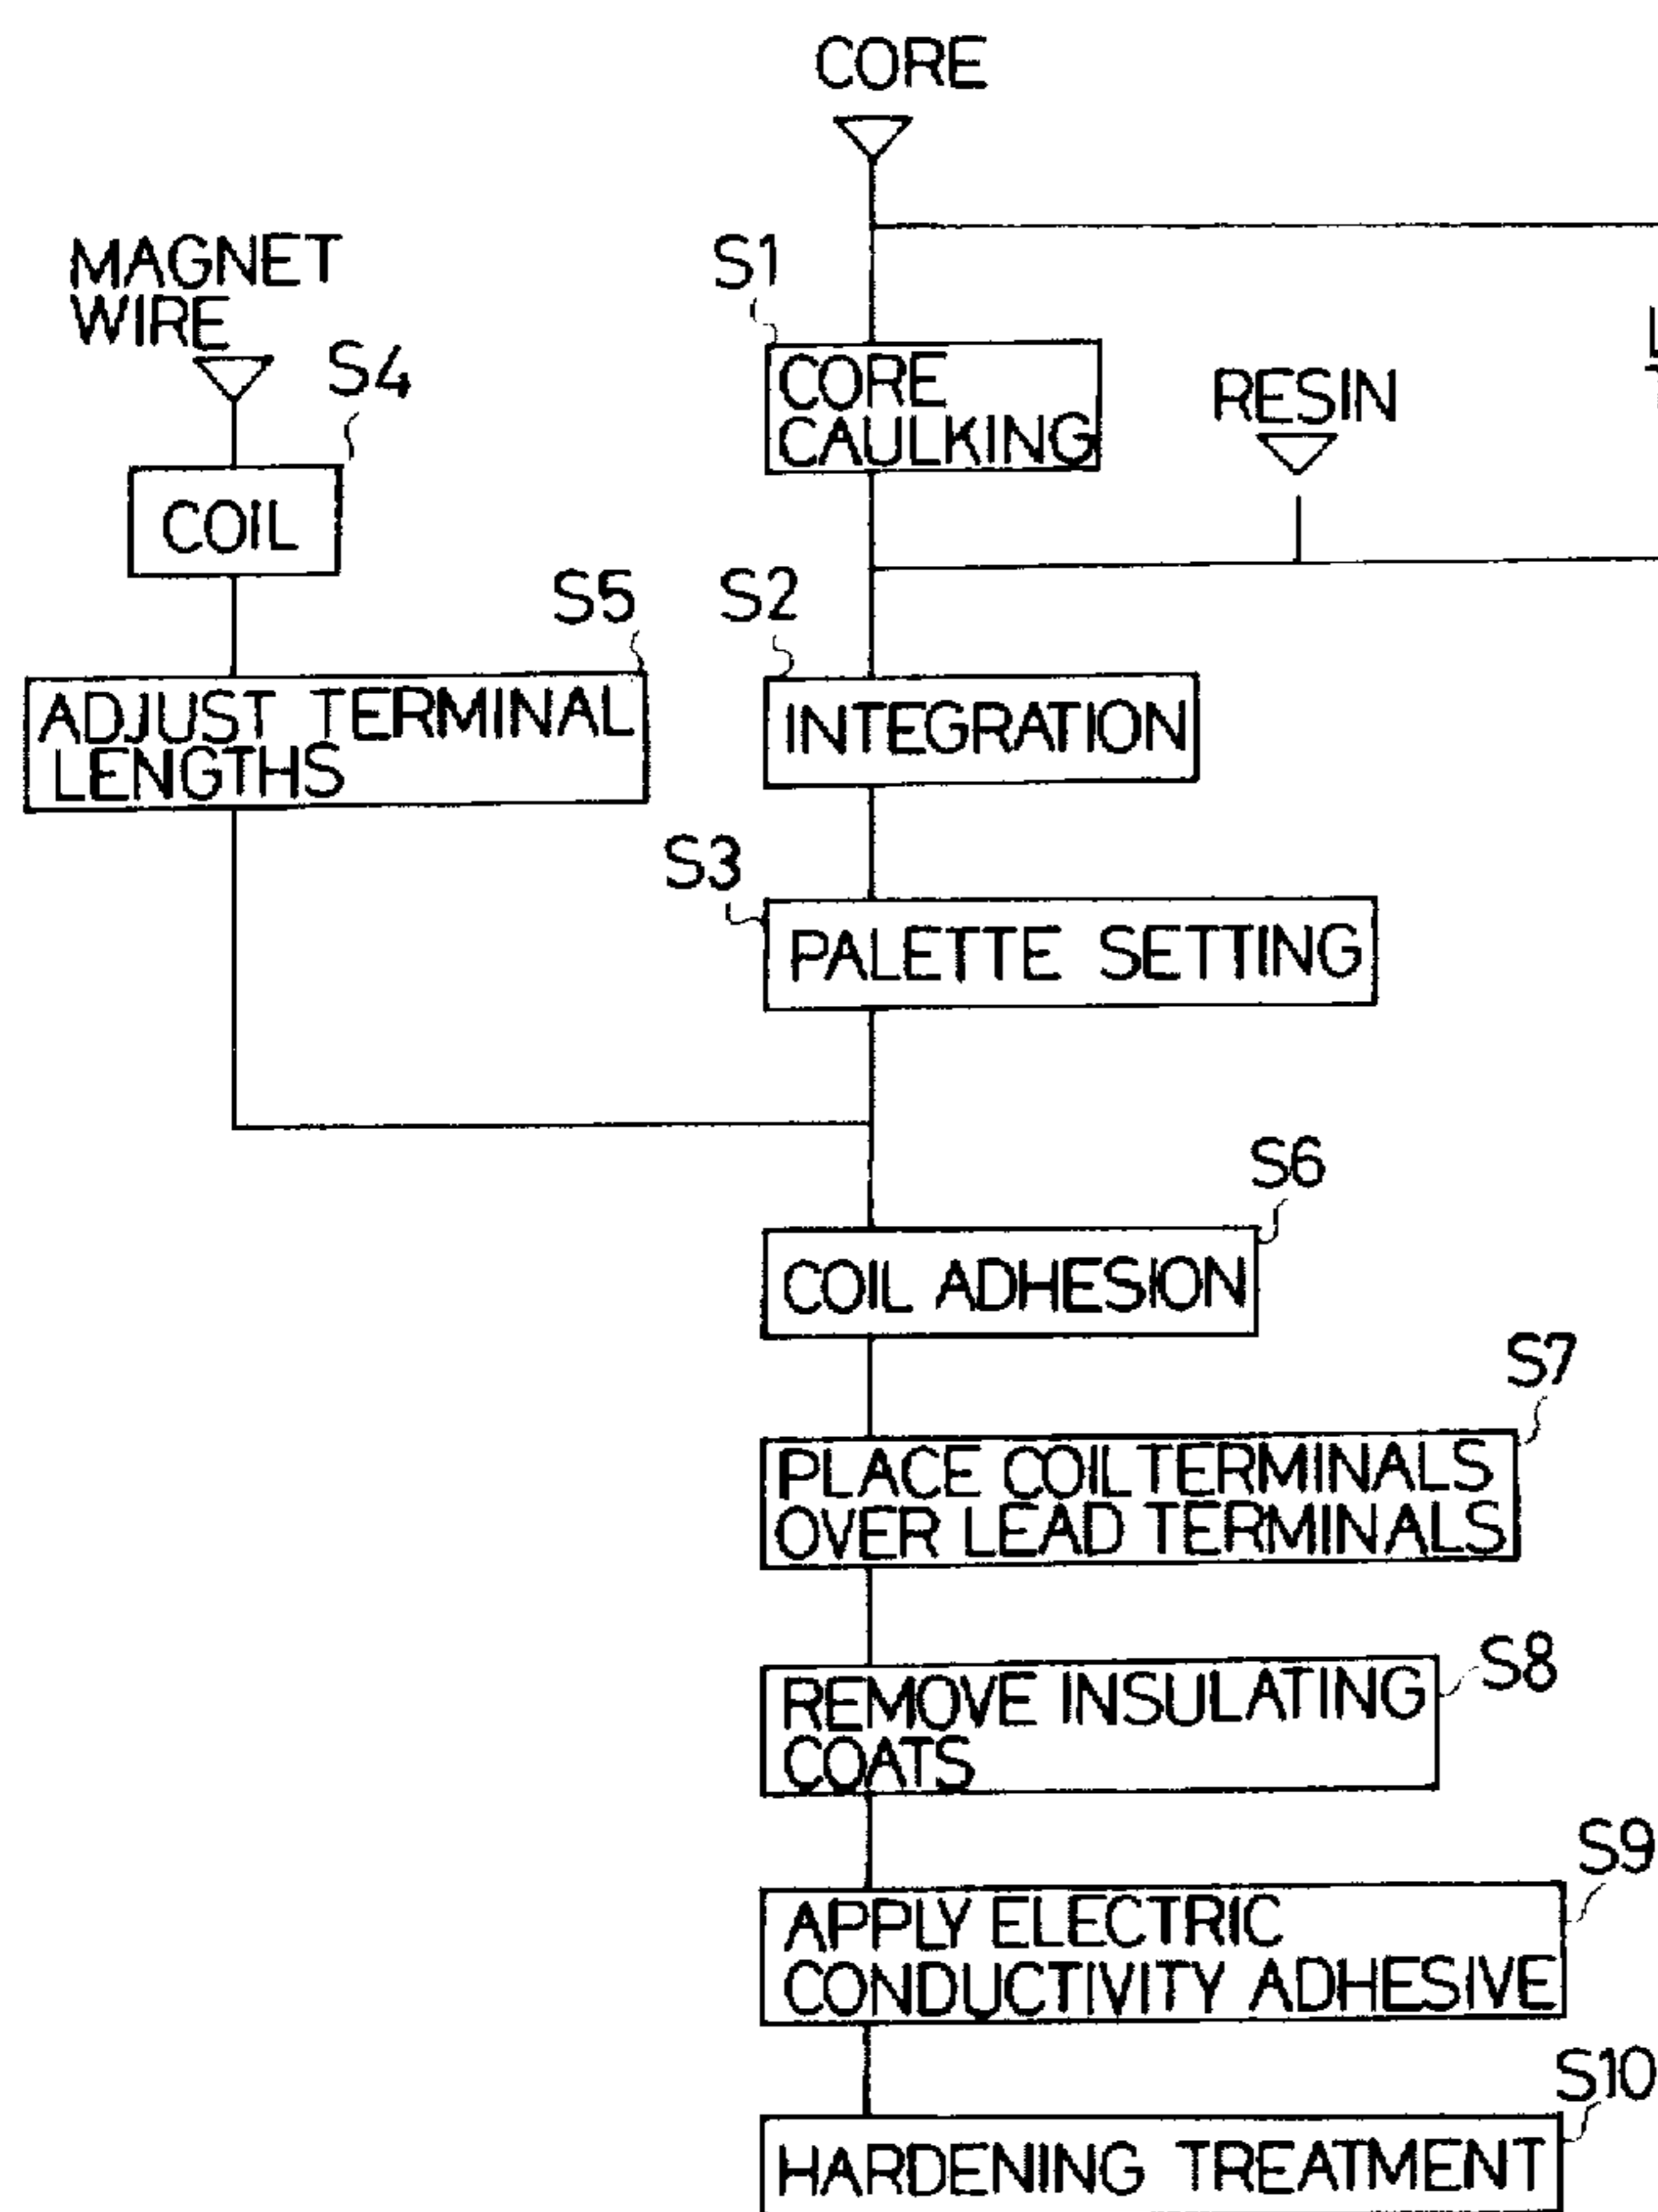 CORE
MAGNET
WIRE
S1
S4
CORE
CAULKING
RESIN
COIL
S5
S2
ADJUST TERMINAL
LENGTHS
INTEGRATION
S3
PALETTE SETTING
S6
COIL ADHESION
S7
PLACE COIL TERMINALS
OVER LEAD TERMINALS
S8
REMOVE INSULATING
COATS
S9
APPLY ELECTRIC
CONDUCTIVITY ADHESIVE
S10
HARDENING TREATMENT